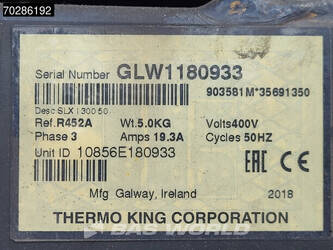 70286192
Serial Number GLW1180933
903581M*35691350
Desc SLX I 300 50
Ref.R452A Wt.5.0KG Volts400V
Phase 3 Amps 19.3A Cycles 50HZ
Unit ID 10856E180933
EAC CE
Mfg Galway, Ireland 2018
THERMO KING CORPORATION
BAS WORLD